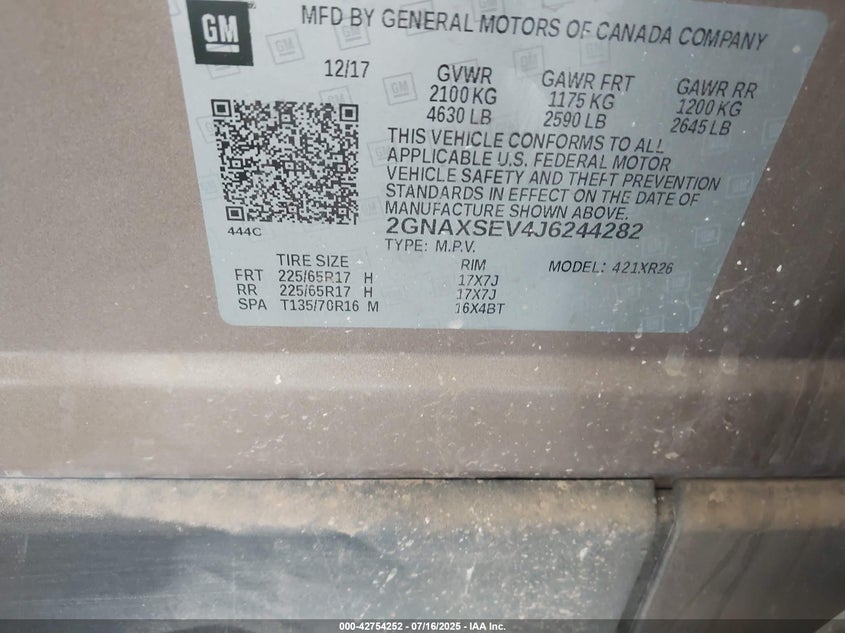 GM
MFD BY GENERAL MOTORS OF CANADA COMPANY
12/17
GVWR
2100 KG
4630 LB
GAWR FRT
1175 KG
2590 LB
GAWR RR
1200 KG
2645 LB
THIS VEHICLE CONFORMS TO ALL
APPLICABLE U.S. FEDERAL MOTOR
VEHICLE SAFETY AND THEFT PREVENTION
STANDARDS IN EFFECT ON THE DATE OF
MANUFACTURE SHOWN ABOVE.
444C
2GNAXSEV4J6244282
TYPE: M.P.V.
TIRE SIZE RIM MODEL: 421XR26
FRT 225/65R17 H 17X7J
RR 225/65R17 H 17X7J
SPA T135/70R16 M 16X4BT
000-42754252 - 07/16/2025 - IAA Inc.